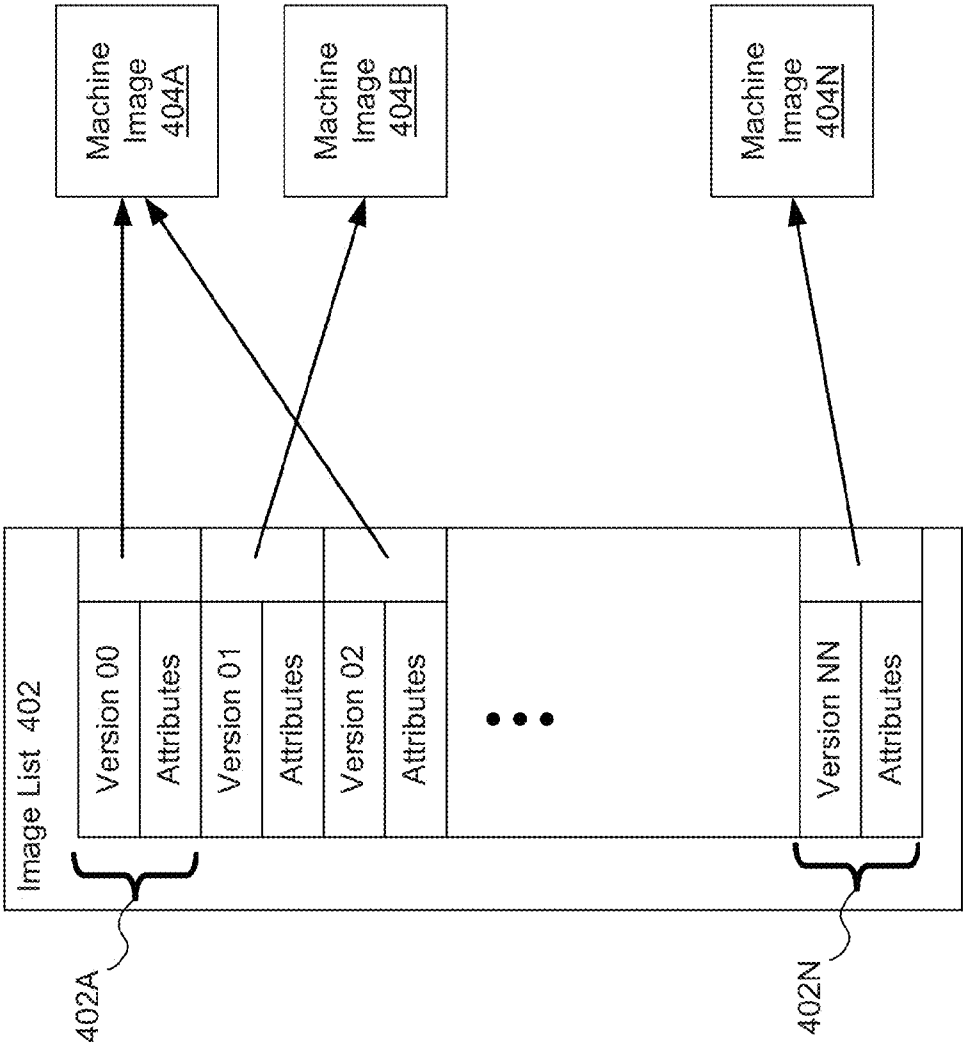 Image List 402
402A
Version 00
Attributes
Version 01
Attributes
Version 02
Attributes
Version NN
Attributes
402N
Machine
Image
404A
Machine
Image
404B
Machine
Image
404N